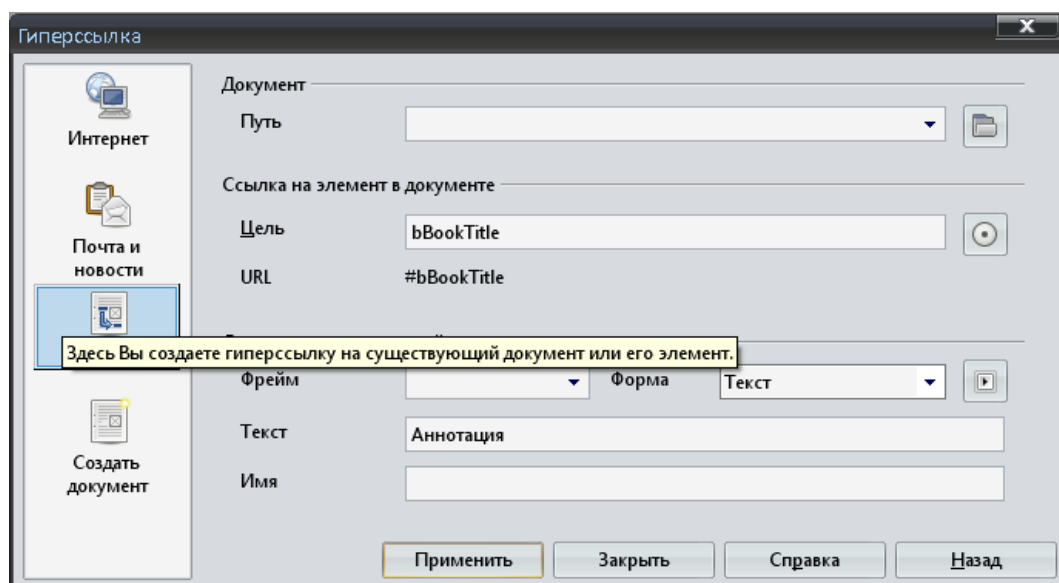 Гиперссылка
Интернет
Почта и
новости
Создать
документ
Документ
Путь
Ссылка на элемент в документе
Цель
bBookTitle
URL
#bBookTitle
Здесь Вы создаете гиперссылку на существующий документ или его элемент.
Фрейм
Форма
Текст
Текст
Аннотация
Имя
Применить
Закрыть
Справка
Назад